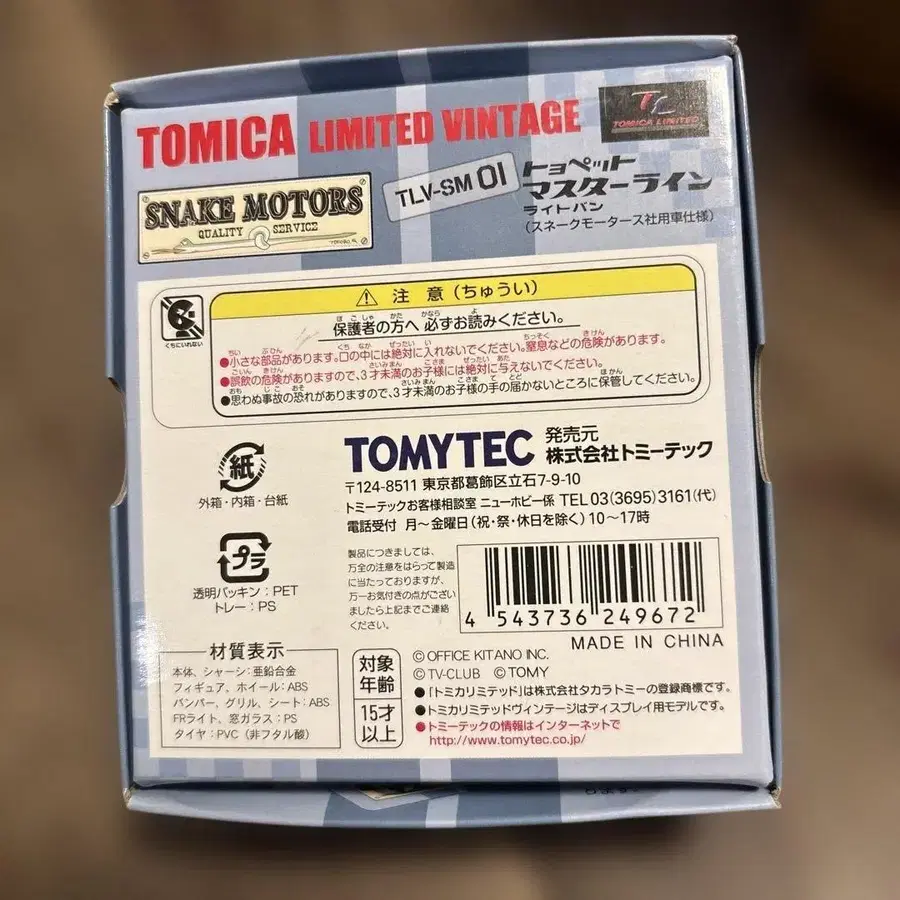 TOMICA LIMITED VINTAGE
TOMICA LIMITED
SNAKE MOTORS
QUALITY SERVICE
TLV-SM 01
トヨペット
マスターライン
ライトバン
(スネークモータース社用車仕様)
くちにいれない
注意(ちゅうい)
保護者の方へ必ずお読みください。
●小さな部品があります。口の中には絶対に入れないでください。窒息などの危険があります。
●誤飲の危険がありますので、3才未満のお子様には絶対に与えないでください。
●思わぬ事故の恐れがありますので、3才未満のお子様の手の届かないところに保管してください。
紙
外箱・内箱・台紙
プラ
透明パッキン:PET
トレー:PS
TOMYTEC
発売元
株式会社トミーテック
〒124-8511 東京都葛飾区立石7-9-10
トミーテックお客様相談室 ニューホビー係 TEL 03(3695)3161(代)
電話受付 月〜金曜日(祝・祭・休日を除く)10〜17時
製品につきましては、
万全の注意をはらって製造
に当たっておりますが、
万一お気付きの点がござい
ましたら上記までご連絡
ください。
4 543736 249672
MADE IN CHINA
材質表示
本体、シャーシ:亜鉛合金
フィギュア、ホイール:ABS
バンパー、グリル、シート:ABS
FRライト、窓ガラス:PS
タイヤ:PVC(非フタル酸)
対象
年齢
15才
以上
© OFFICE KITANO INC.
© TV-CLUB © TOMY
●「トミカリミテッド」は株式会社タカラトミーの登録商標です。
●トミカリミテッドヴィンテージはディスプレイ用モデルです。
●トミーテックの情報はインターネットで
http://www.tomytec.co.jp/